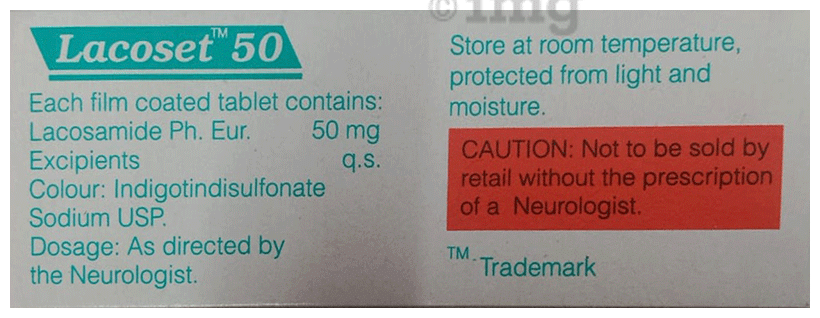 Lacoset™ 50
Each film coated tablet contains:
Lacosamide Ph. Eur. 50 mg
Excipients q.s.
Colour: Indigotindisulfonate
Sodium USP.
Dosage: As directed by
the Neurologist.
©img
Store at room temperature,
protected from light and
moisture.
CAUTION: Not to be sold by
retail without the prescription
of a Neurologist.
™ - Trademark